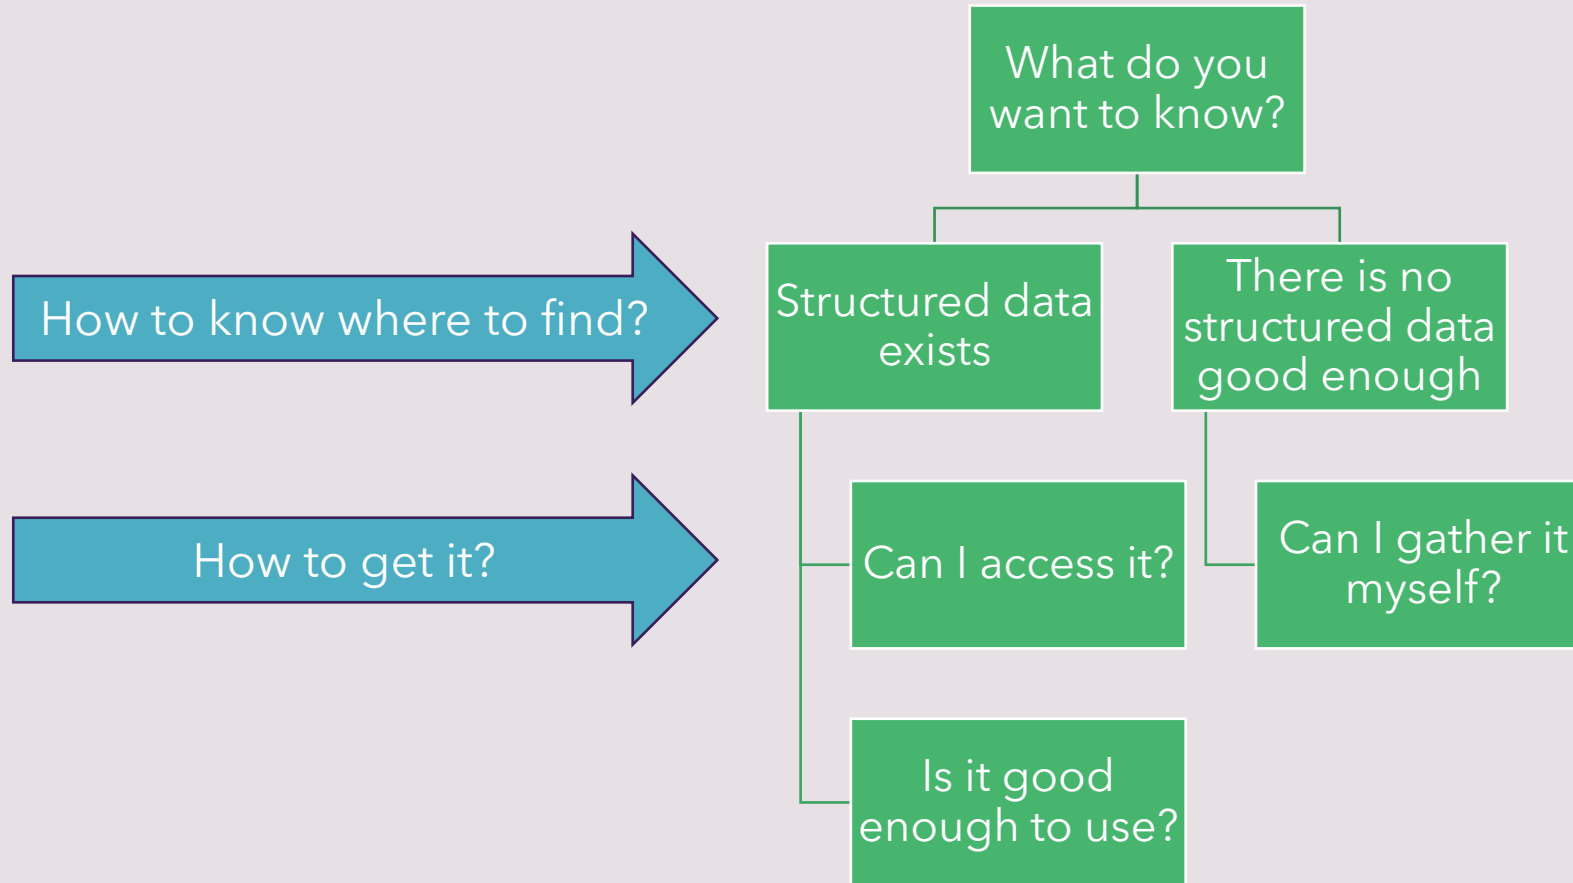 What do you
want to know?
How to know where to find?
Structured data
exists
There is no
structured data
good enough
How to get it?
Can I access it?
Can I gather it
myself?
Is it good
enough to use?